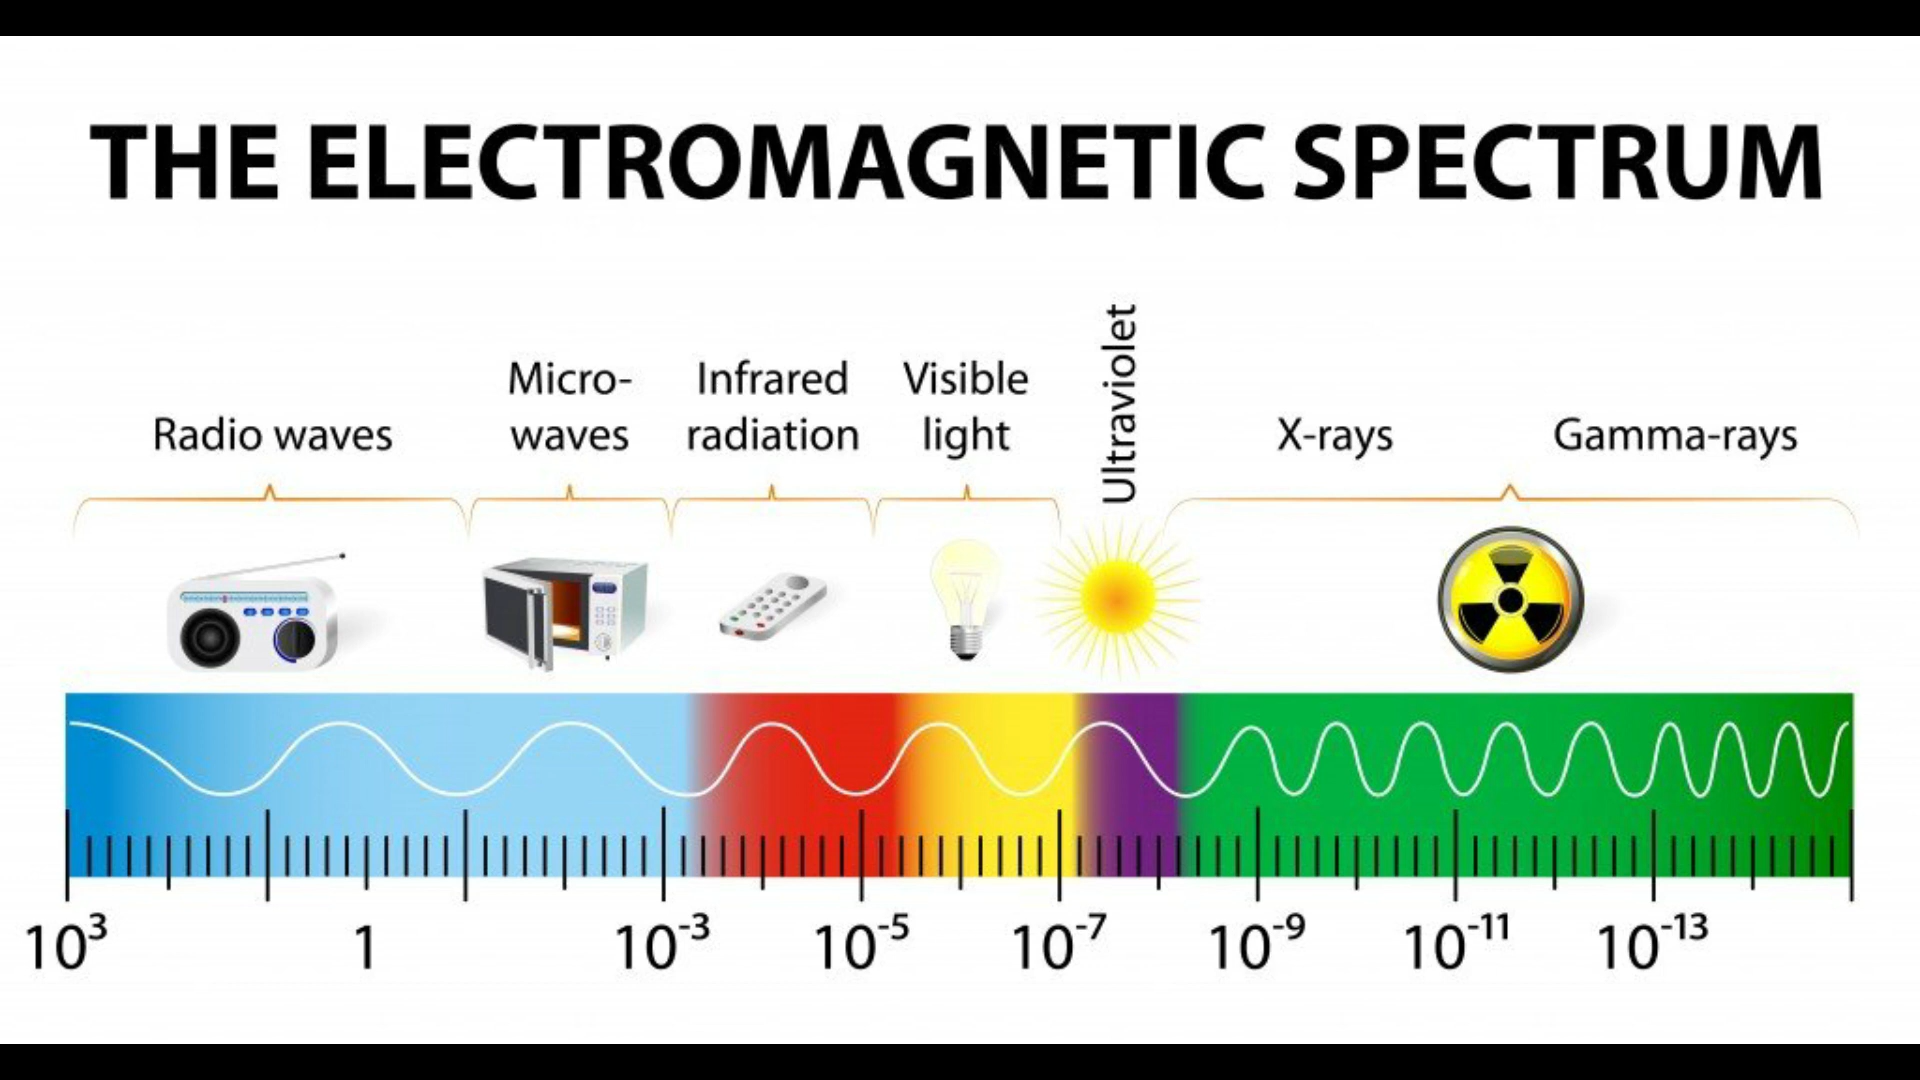 THE ELECTROMAGNETIC SPECTRUM
Radio waves
Micro-
waves
Infrared
radiation
Visible
light
Ultraviolet
X-rays
Gamma-rays
10³ 1 10⁻³ 10⁻⁵ 10⁻⁷ 10⁻⁹ 10⁻¹¹ 10⁻¹³